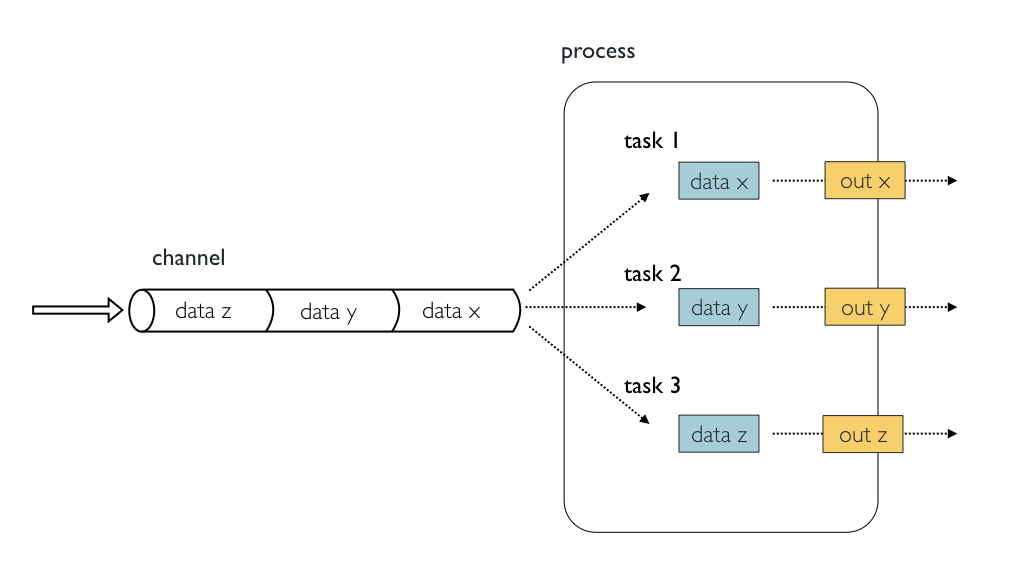 process
task 1
data x
out x
channel
data z
data y
data x
task 2
data y
out y
task 3
data z
out z